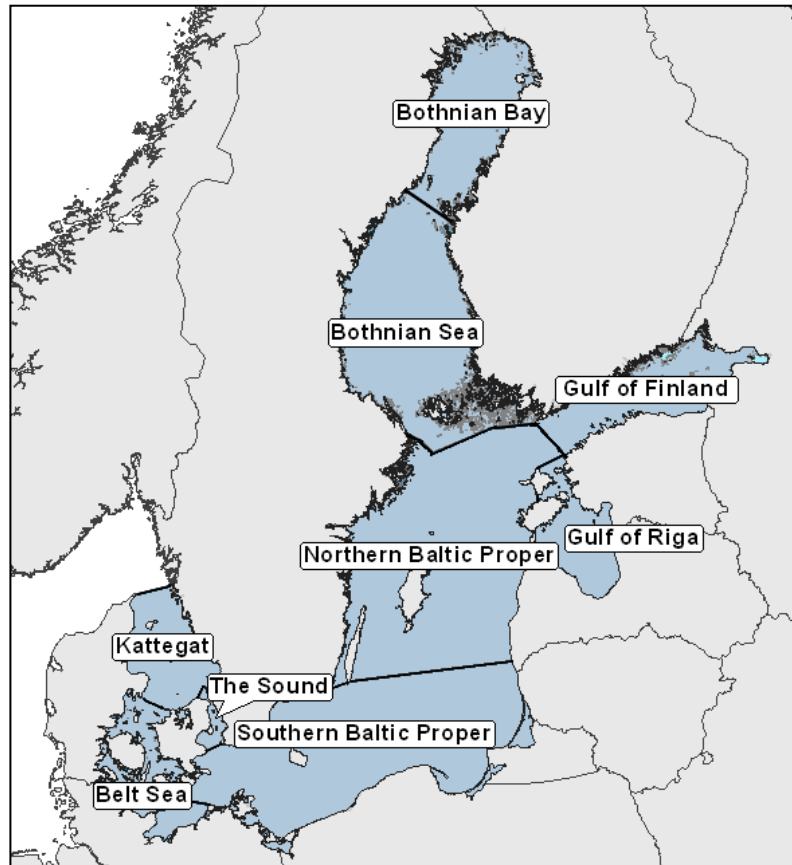 Bothnian Bay
Bothnian Sea
Gulf of Finland
Gulf of Riga
Northern Baltic Proper
Kattegat
The Sound
Southern Baltic Proper
Belt Sea